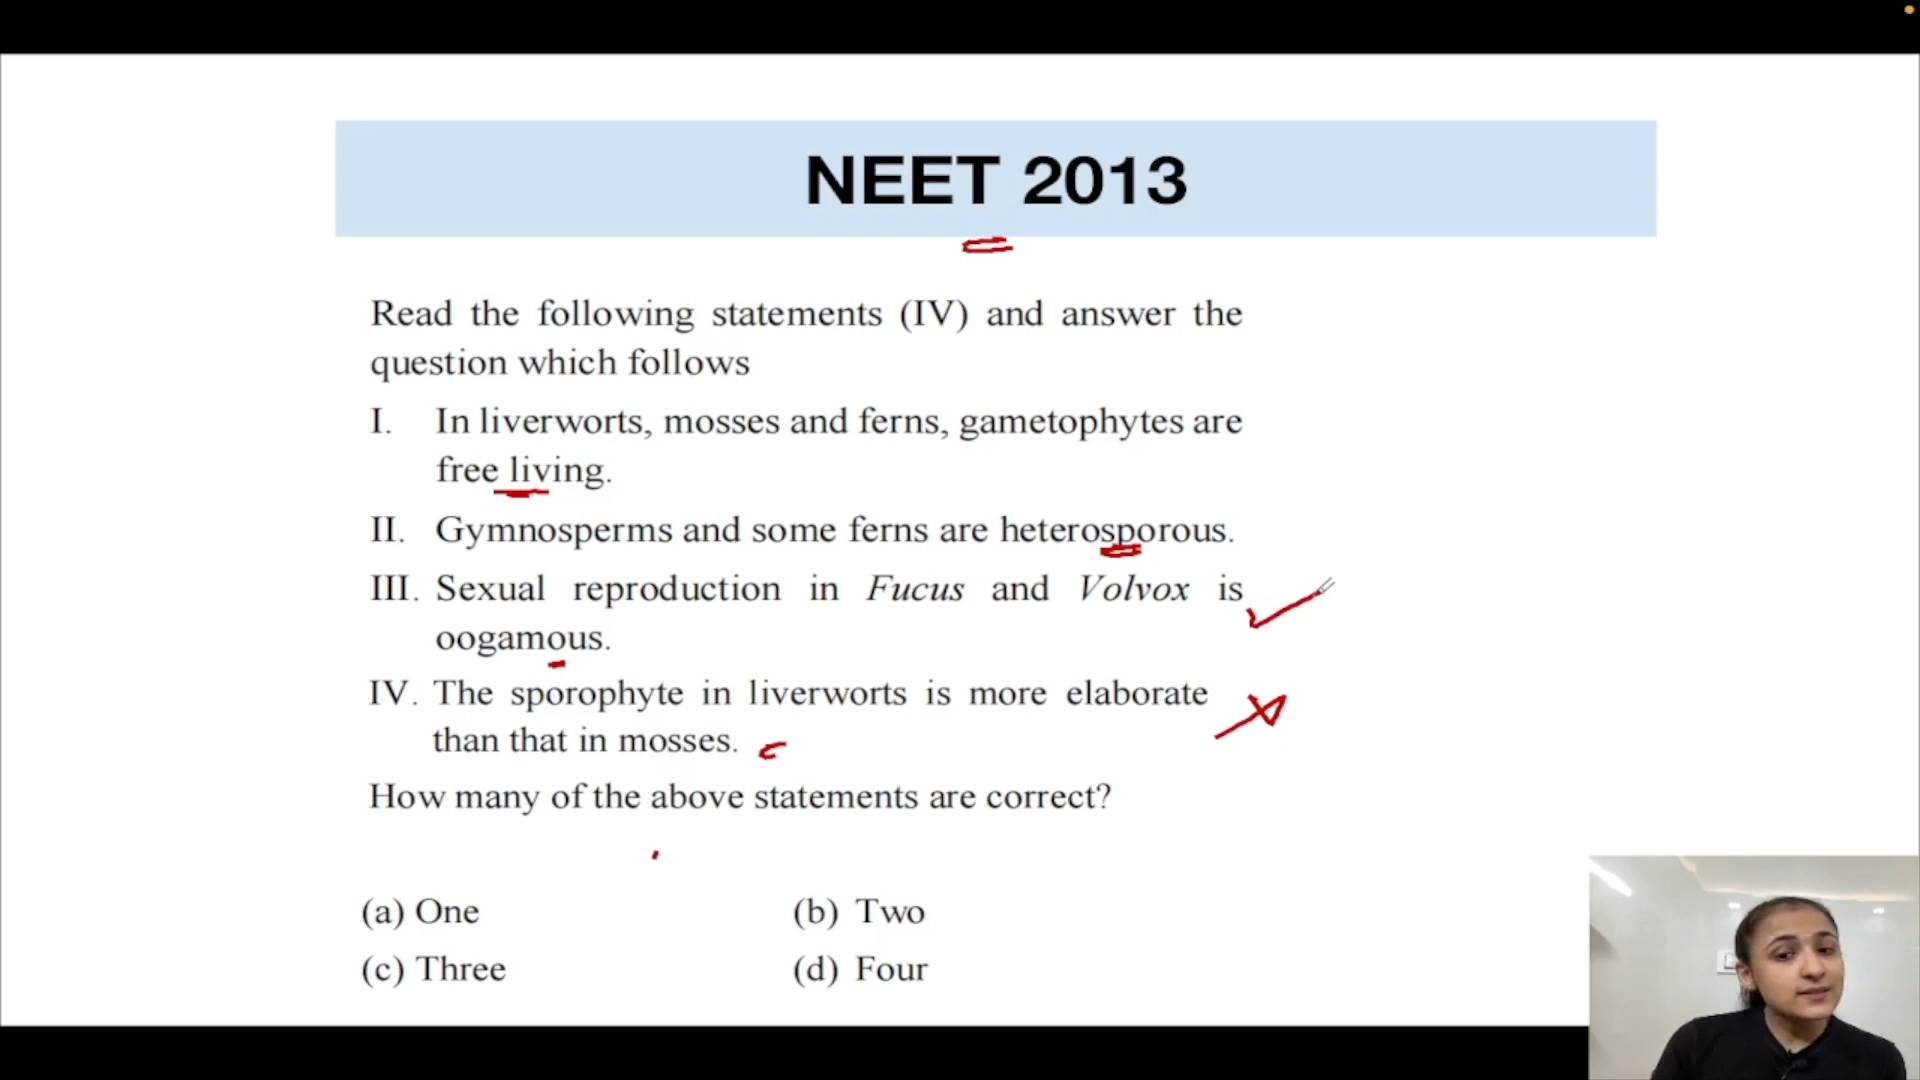 NEET 2013
Read the following statements (IV) and answer the
question which follows
I. In liverworts, mosses and ferns, gametophytes are
free living.
II. Gymnosperms and some ferns are heterosporous.
III. Sexual reproduction in Fucus and Volvox is
oogamous.
IV. The sporophyte in liverworts is more elaborate
than that in mosses.
How many of the above statements are correct?
(a) One (b) Two
(c) Three (d) Four